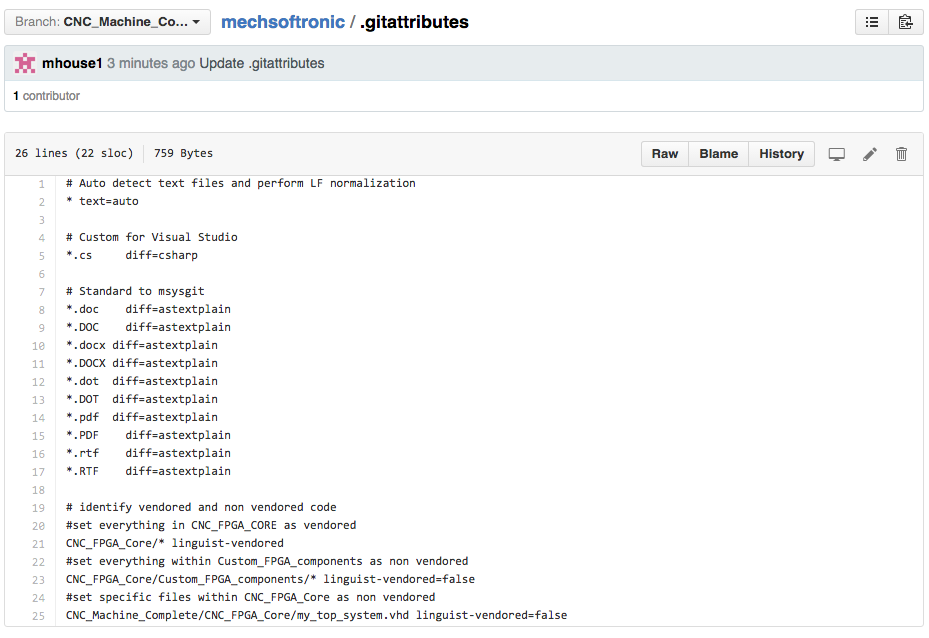 Branch: CNC_Machine_Co...
mechsoftronic / .gitattributes
mhouse1 3 minutes ago Update .gitattributes
1 contributor
26 lines (22 sloc) 759 Bytes
Raw Blame History
1 # Auto detect text files and perform LF normalization
2 * text=auto
3
4 # Custom for Visual Studio
5 *.cs diff=csharp
6
7 # Standard to msysgit
8 *.doc diff=astextplain
9 *.DOC diff=astextplain
10 *.docx diff=astextplain
11 *.DOCX diff=astextplain
12 *.dot diff=astextplain
13 *.DOT diff=astextplain
14 *.pdf diff=astextplain
15 *.PDF diff=astextplain
16 *.rtf diff=astextplain
17 *.RTF diff=astextplain
18
19 # identify vendored and non vendored code
20 #set everything in CNC_FPGA_CORE as vendored
21 CNC_FPGA_Core/* linguist-vendored
22 #set everything within Custom_FPGA_components as non vendored
23 CNC_FPGA_Core/Custom_FPGA_components/* linguist-vendored=false
24 #set specific files within CNC_FPGA_Core as non vendored
25 CNC_Machine_Complete/CNC_FPGA_Core/my_top_system.vhd linguist-vendored=false